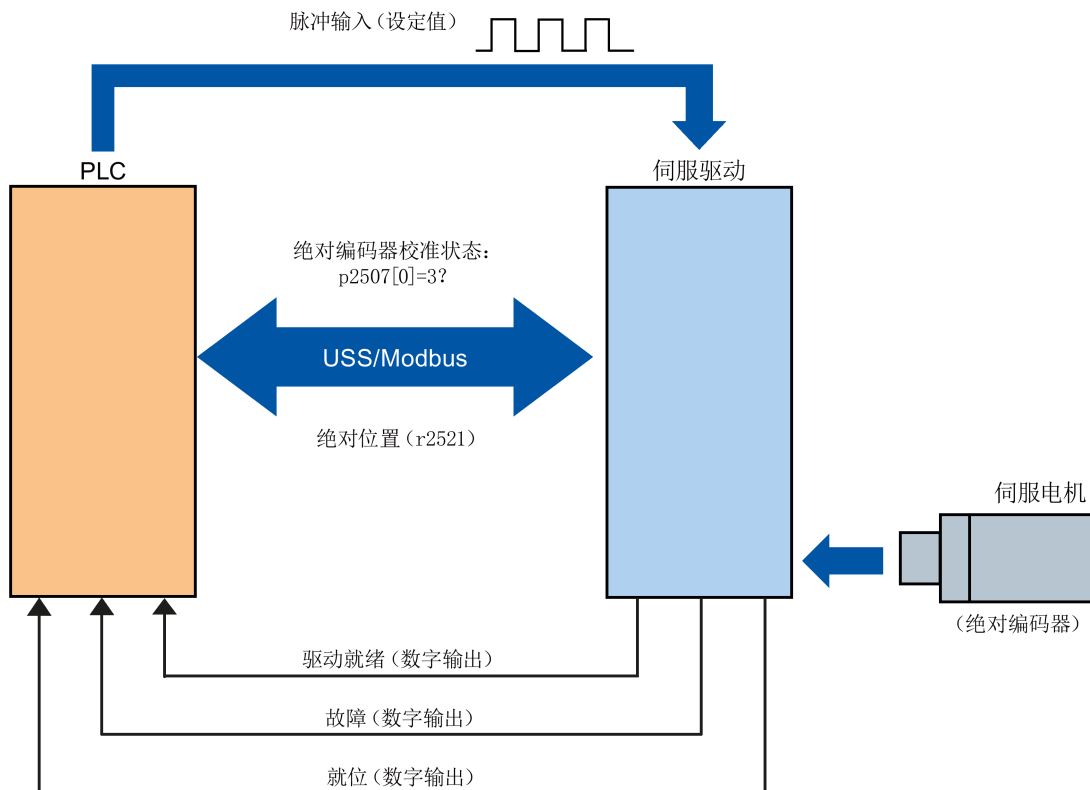 脉冲输入(设定值)
PLC
伺服驱动
绝对编码器校准状态:
p2507[0]=3?
USS/Modbus
绝对位置(r2521)
伺服电机
(绝对编码器)
驱动就绪(数字输出)
故障(数字输出)
就位(数字输出)